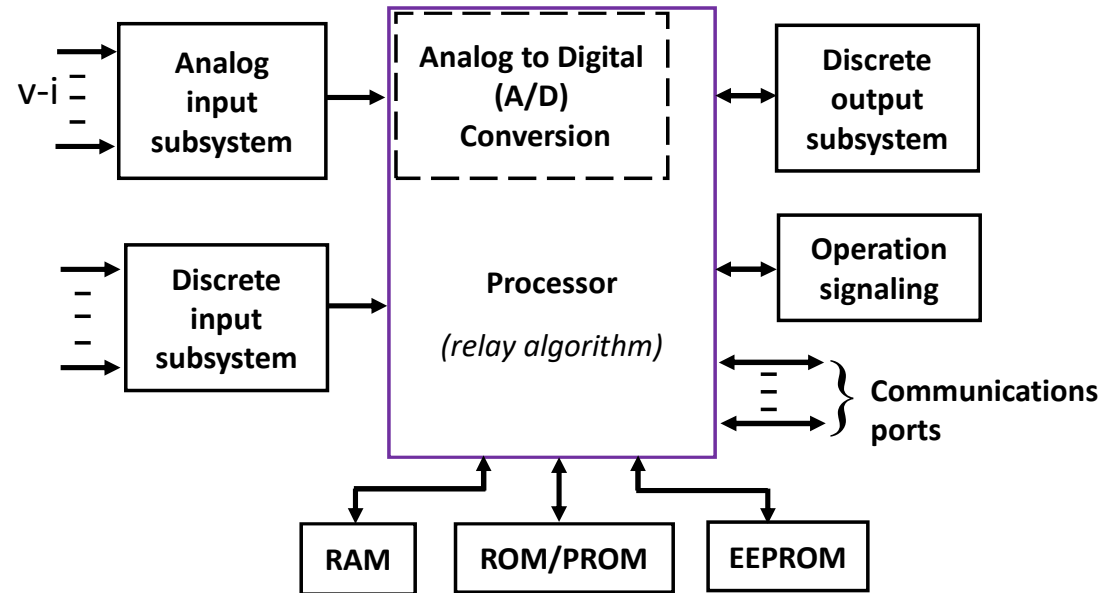 v-i
Analog
input
subsystem
Analog to Digital
(A/D)
Conversion
Discrete
output
subsystem
Discrete
input
subsystem
Processor
(relay algorithm)
Operation
signaling
Communications
ports
RAM
ROM/PROM
EEPROM